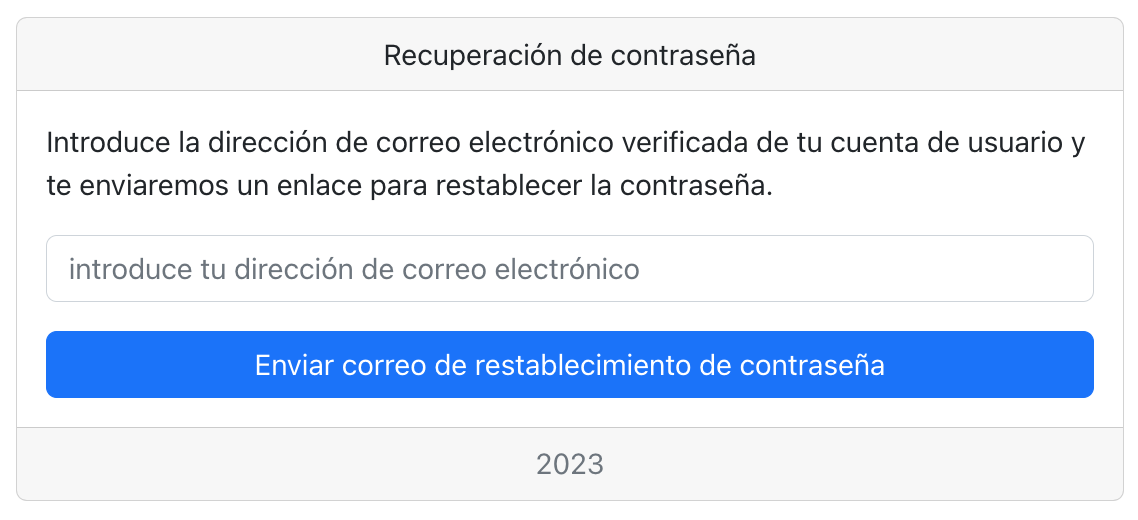 Recuperación de contraseña
Introduce la dirección de correo electrónico verificada de tu cuenta de usuario y
te enviaremos un enlace para restablecer la contraseña.
introduce tu dirección de correo electrónico
Enviar correo de restablecimiento de contraseña
2023